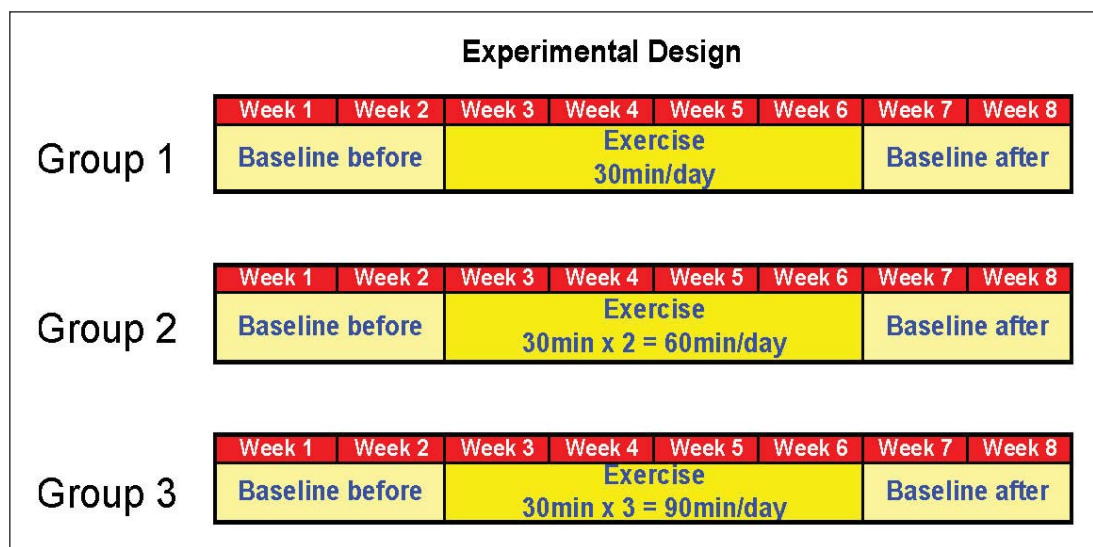 Experimental Design
Week 1 Week 2 Week 3 Week 4 Week 5 Week 6 Week 7 Week 8
Group 1
Baseline before
Exercise
30min/day
Baseline after
Week 1 Week 2 Week 3 Week 4 Week 5 Week 6 Week 7 Week 8
Group 2
Baseline before
Exercise
30min x 2 = 60min/day
Baseline after
Week 1 Week 2 Week 3 Week 4 Week 5 Week 6 Week 7 Week 8
Group 3
Baseline before
Exercise
30min x 3 = 90min/day
Baseline after